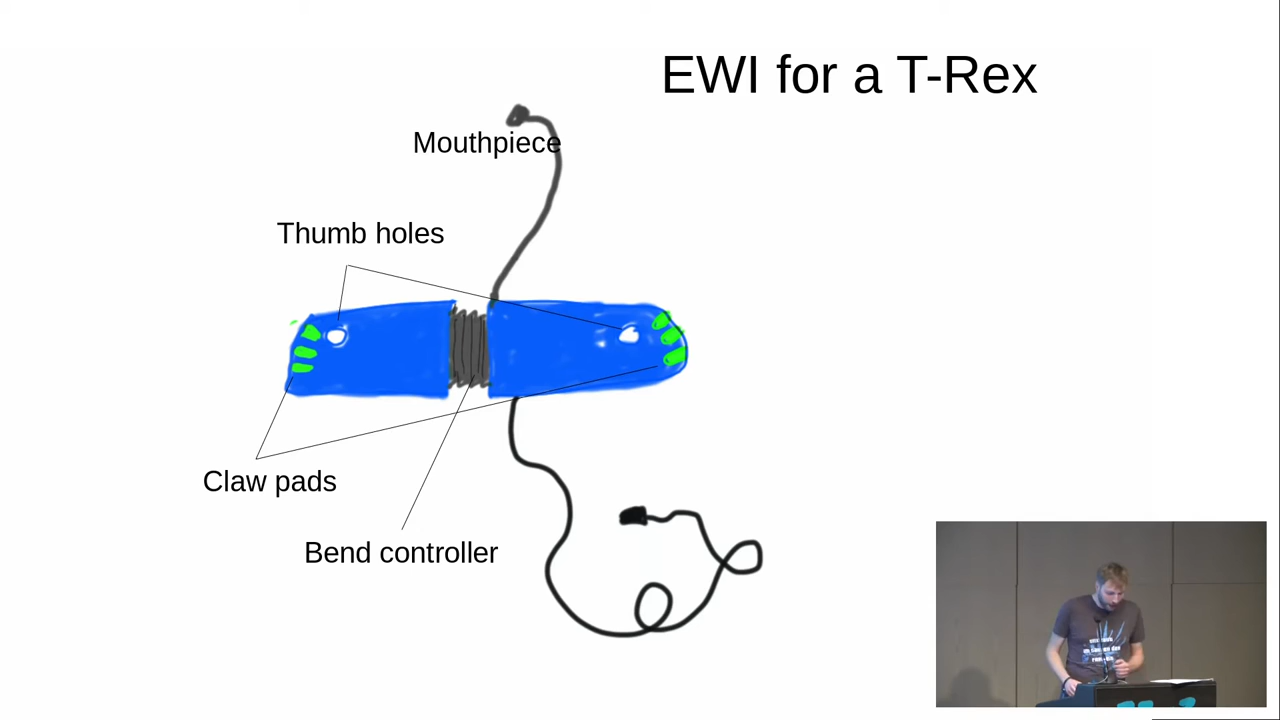 EWI for a T-Rex
Mouthpiece
Thumb holes
Claw pads
Bend controller